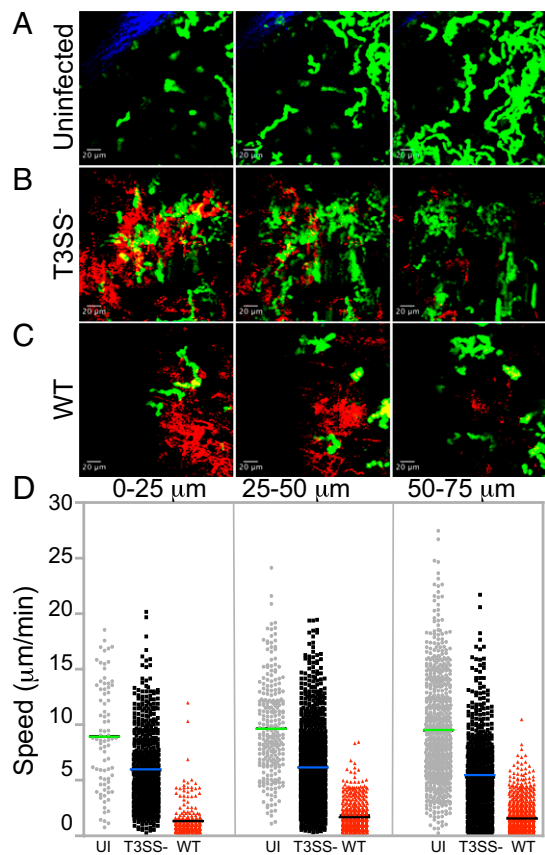 A
Uninfected
20 µm
20 µm
20 µm
B
T3SS-
20 µm
20 µm
20 µm
C
WT
20 µm
20 µm
20 µm
D
0-25 µm
25-50 µm
50-75 µm
Speed (µm/min)
30
25
20
15
10
5
0
UI T3SS- WT
UI T3SS- WT
UI T3SS- WT